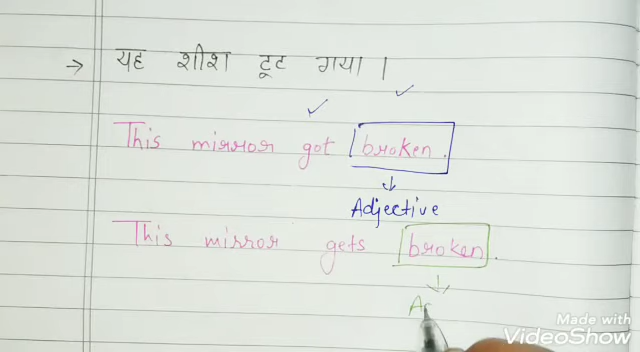 → यह शीश टूट गया ।
This mirror got broken.
Adjective
This mirror gets broken.
A
Made with
VideoShow